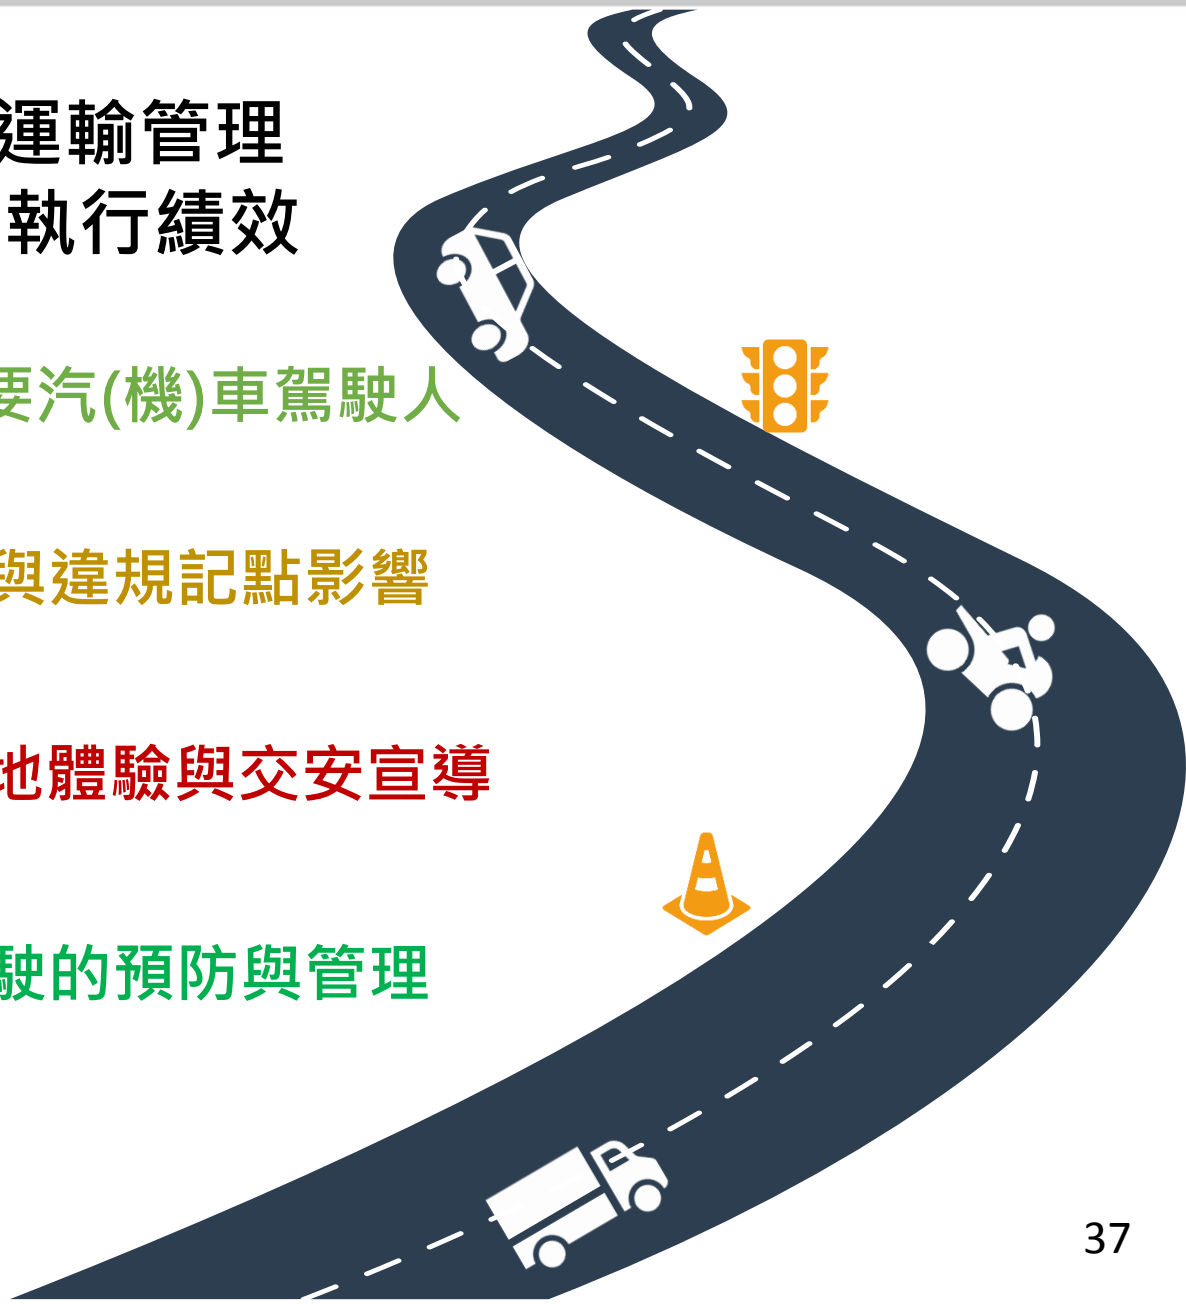 運輸管理
執行績效
要汽(機)車駕駛人
與違規記點影響
地體驗與交安宣導
駛的預防與管理
37